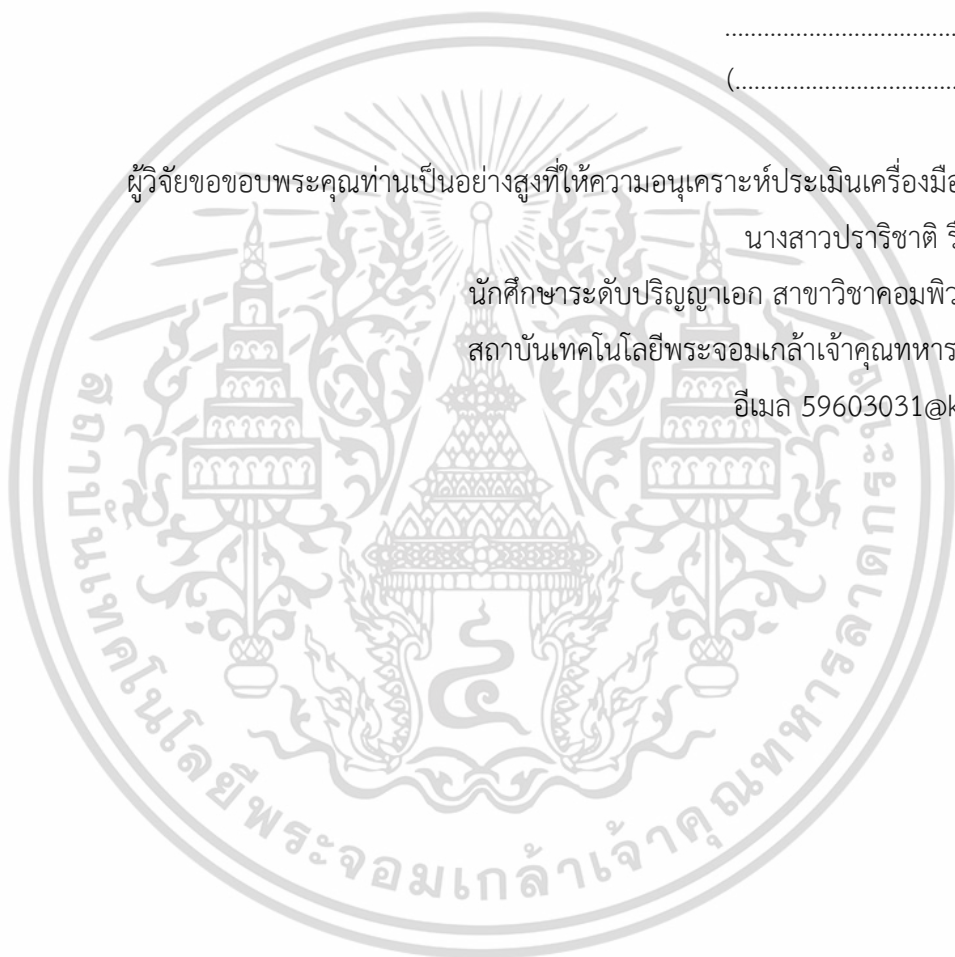 ................................
(................................
ผู้วิจัยขอขอบพระคุณท่านเป็นอย่างสูงที่ให้ความอนุเคราะห์ประเมินเครื่องมือ
นางสาวปราริชาติ
นักศึกษาระดับปริญญาเอก สาขาวิชาคอมพิว
สถาบันเทคโนโลยีพระจอมเกล้าเจ้าคุณทหาร
อีเมล 59603031@k
สถาบันเทคโนโลยีพระจอมเกล้าเจ้าคุณทหารลาดกระบัง